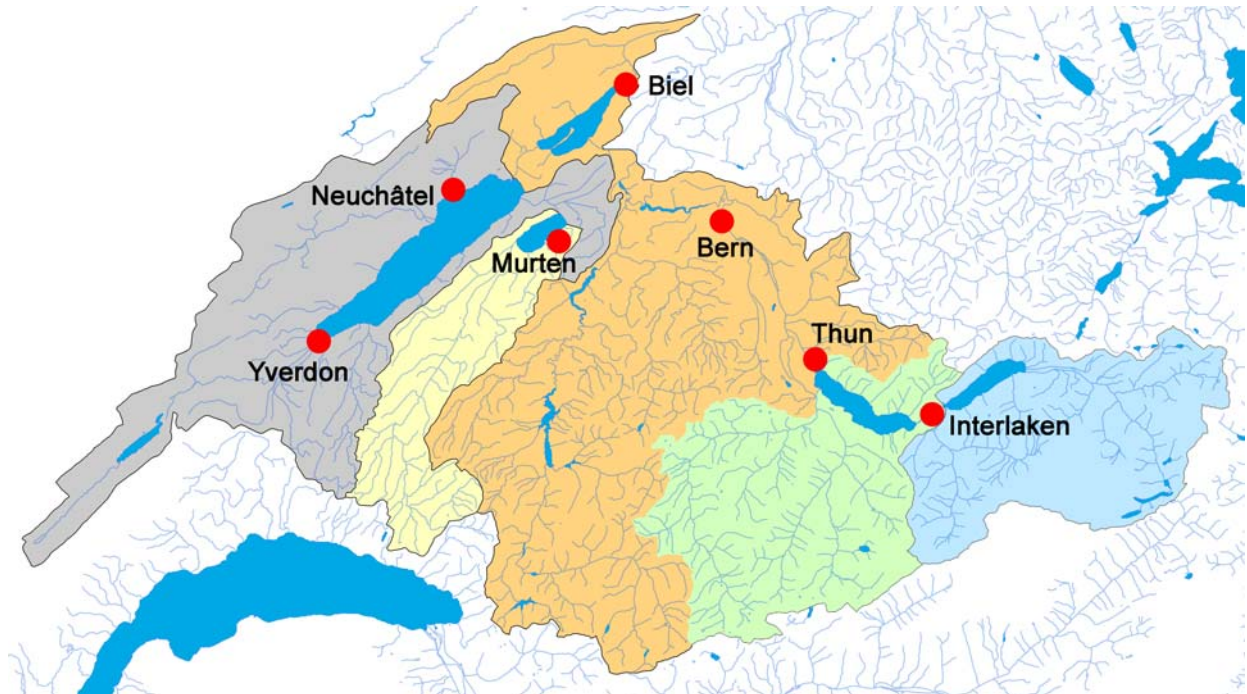 Biel
Neuchâtel
Murten
Bern
Thun
Yverdon
Interlaken